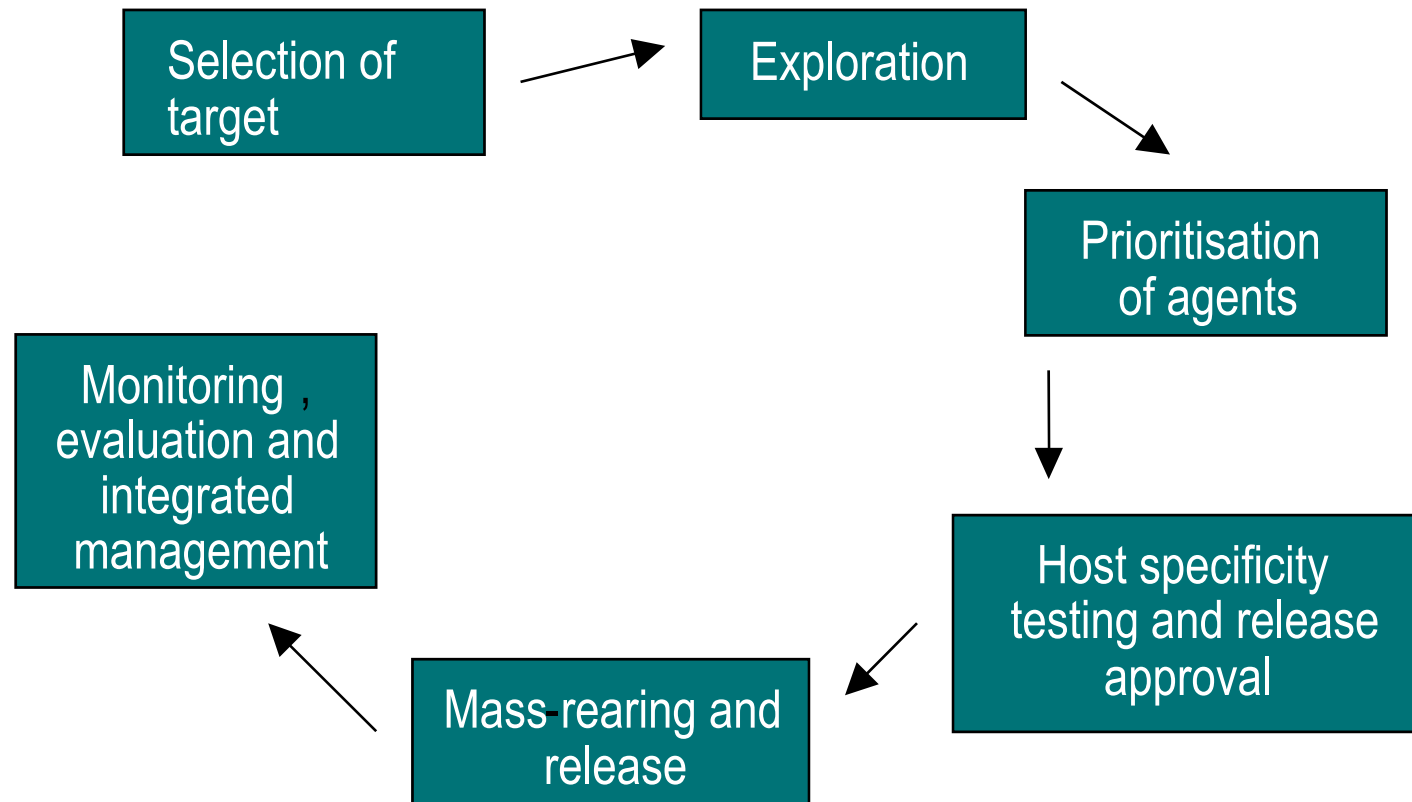 Selection of
target
Exploration
Prioritisation
of agents
Host specificity
testing and release
approval
Mass-rearing and
release
Monitoring ,
evaluation and
integrated
management